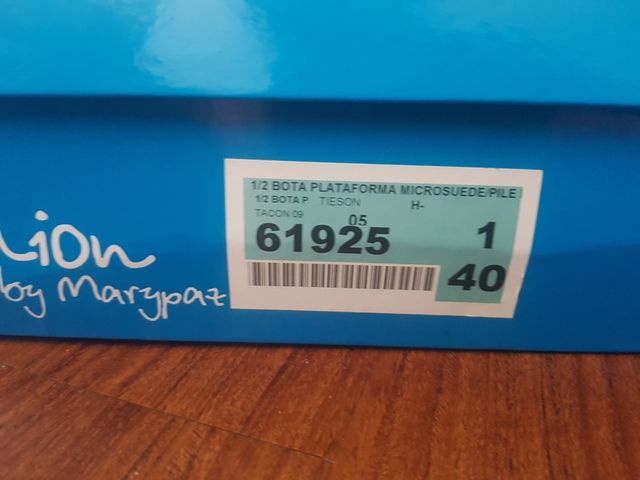 Lion
by Marypaz
1/2 BOTA PLATAFORMA MICROSUEDE/PILE
1/2 BOTA P TIESON H-
TACON 09 05
61925 1
40